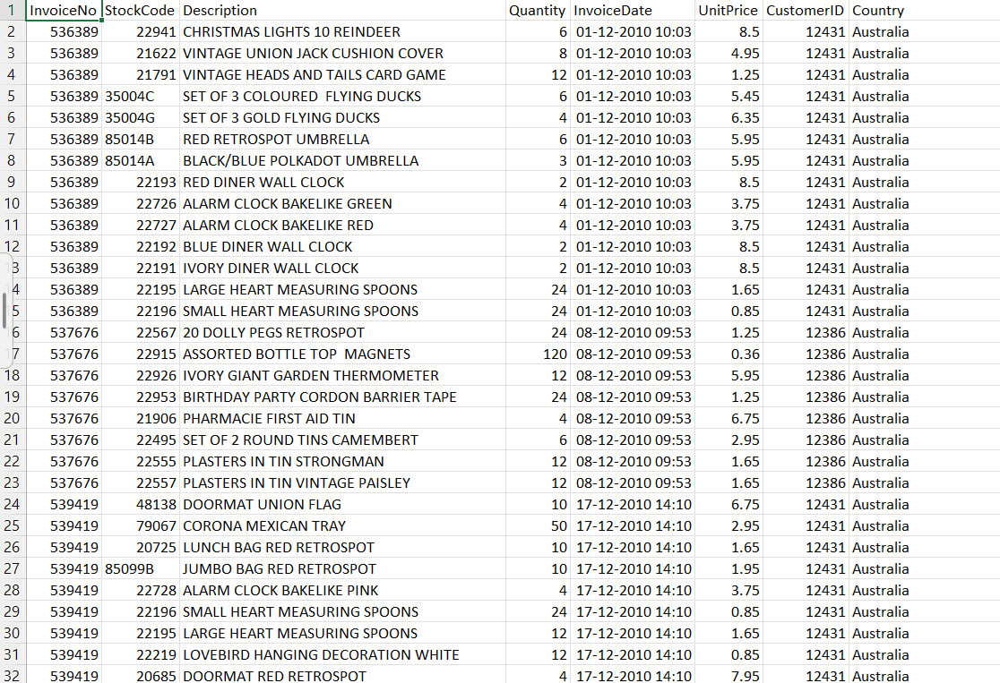 1 InvoiceNo StockCode Description Quantity InvoiceDate UnitPrice CustomerID Country
2 536389 22941 CHRISTMAS LIGHTS 10 REINDEER 6 01-12-2010 10:03 8.5 12431 Australia
3 536389 21622 VINTAGE UNION JACK CUSHION COVER 8 01-12-2010 10:03 4.95 12431 Australia
4 536389 21791 VINTAGE HEADS AND TAILS CARD GAME 12 01-12-2010 10:03 1.25 12431 Australia
5 536389 35004C SET OF 3 COLOURED  FLYING DUCKS 6 01-12-2010 10:03 5.45 12431 Australia
6 536389 35004G SET OF 3 GOLD FLYING DUCKS 4 01-12-2010 10:03 6.35 12431 Australia
7 536389 85014B RED RETROSPOT UMBRELLA 6 01-12-2010 10:03 5.95 12431 Australia
8 536389 85014A BLACK/BLUE POLKADOT UMBRELLA 3 01-12-2010 10:03 5.95 12431 Australia
9 536389 22193 RED DINER WALL CLOCK 2 01-12-2010 10:03 8.5 12431 Australia
10 536389 22726 ALARM CLOCK BAKELIKE GREEN 4 01-12-2010 10:03 3.75 12431 Australia
11 536389 22727 ALARM CLOCK BAKELIKE RED 4 01-12-2010 10:03 3.75 12431 Australia
12 536389 22192 BLUE DINER WALL CLOCK 2 01-12-2010 10:03 8.5 12431 Australia
13 536389 22191 IVORY DINER WALL CLOCK 2 01-12-2010 10:03 8.5 12431 Australia
14 536389 22195 LARGE HEART MEASURING SPOONS 24 01-12-2010 10:03 1.65 12431 Australia
15 536389 22196 SMALL HEART MEASURING SPOONS 24 01-12-2010 10:03 0.85 12431 Australia
16 537676 22567 20 DOLLY PEGS RETROSPOT 24 08-12-2010 09:53 1.25 12386 Australia
17 537676 22915 ASSORTED BOTTLE TOP  MAGNETS 120 08-12-2010 09:53 0.36 12386 Australia
18 537676 22926 IVORY GIANT GARDEN THERMOMETER 12 08-12-2010 09:53 5.95 12386 Australia
19 537676 22953 BIRTHDAY PARTY CORDON BARRIER TAPE 24 08-12-2010 09:53 1.25 12386 Australia
20 537676 21906 PHARMACIE FIRST AID TIN 4 08-12-2010 09:53 6.75 12386 Australia
21 537676 22495 SET OF 2 ROUND TINS CAMEMBERT 6 08-12-2010 09:53 2.95 12386 Australia
22 537676 22555 PLASTERS IN TIN STRONGMAN 12 08-12-2010 09:53 1.65 12386 Australia
23 537676 22557 PLASTERS IN TIN VINTAGE PAISLEY 12 08-12-2010 09:53 1.65 12386 Australia
24 539419 48138 DOORMAT UNION FLAG 10 17-12-2010 14:10 6.75 12431 Australia
25 539419 79067 CORONA MEXICAN TRAY 50 17-12-2010 14:10 2.95 12431 Australia
26 539419 20725 LUNCH BAG RED RETROSPOT 10 17-12-2010 14:10 1.65 12431 Australia
27 539419 85099B JUMBO BAG RED RETROSPOT 10 17-12-2010 14:10 1.95 12431 Australia
28 539419 22728 ALARM CLOCK BAKELIKE PINK 4 17-12-2010 14:10 3.75 12431 Australia
29 539419 22196 SMALL HEART MEASURING SPOONS 24 17-12-2010 14:10 0.85 12431 Australia
30 539419 22195 LARGE HEART MEASURING SPOONS 12 17-12-2010 14:10 1.65 12431 Australia
31 539419 22219 LOVEBIRD HANGING DECORATION WHITE 12 17-12-2010 14:10 0.85 12431 Australia
32 539419 20685 DOORMAT RED RETROSPOT 4 17-12-2010 14:10 7.95 12431 Australia